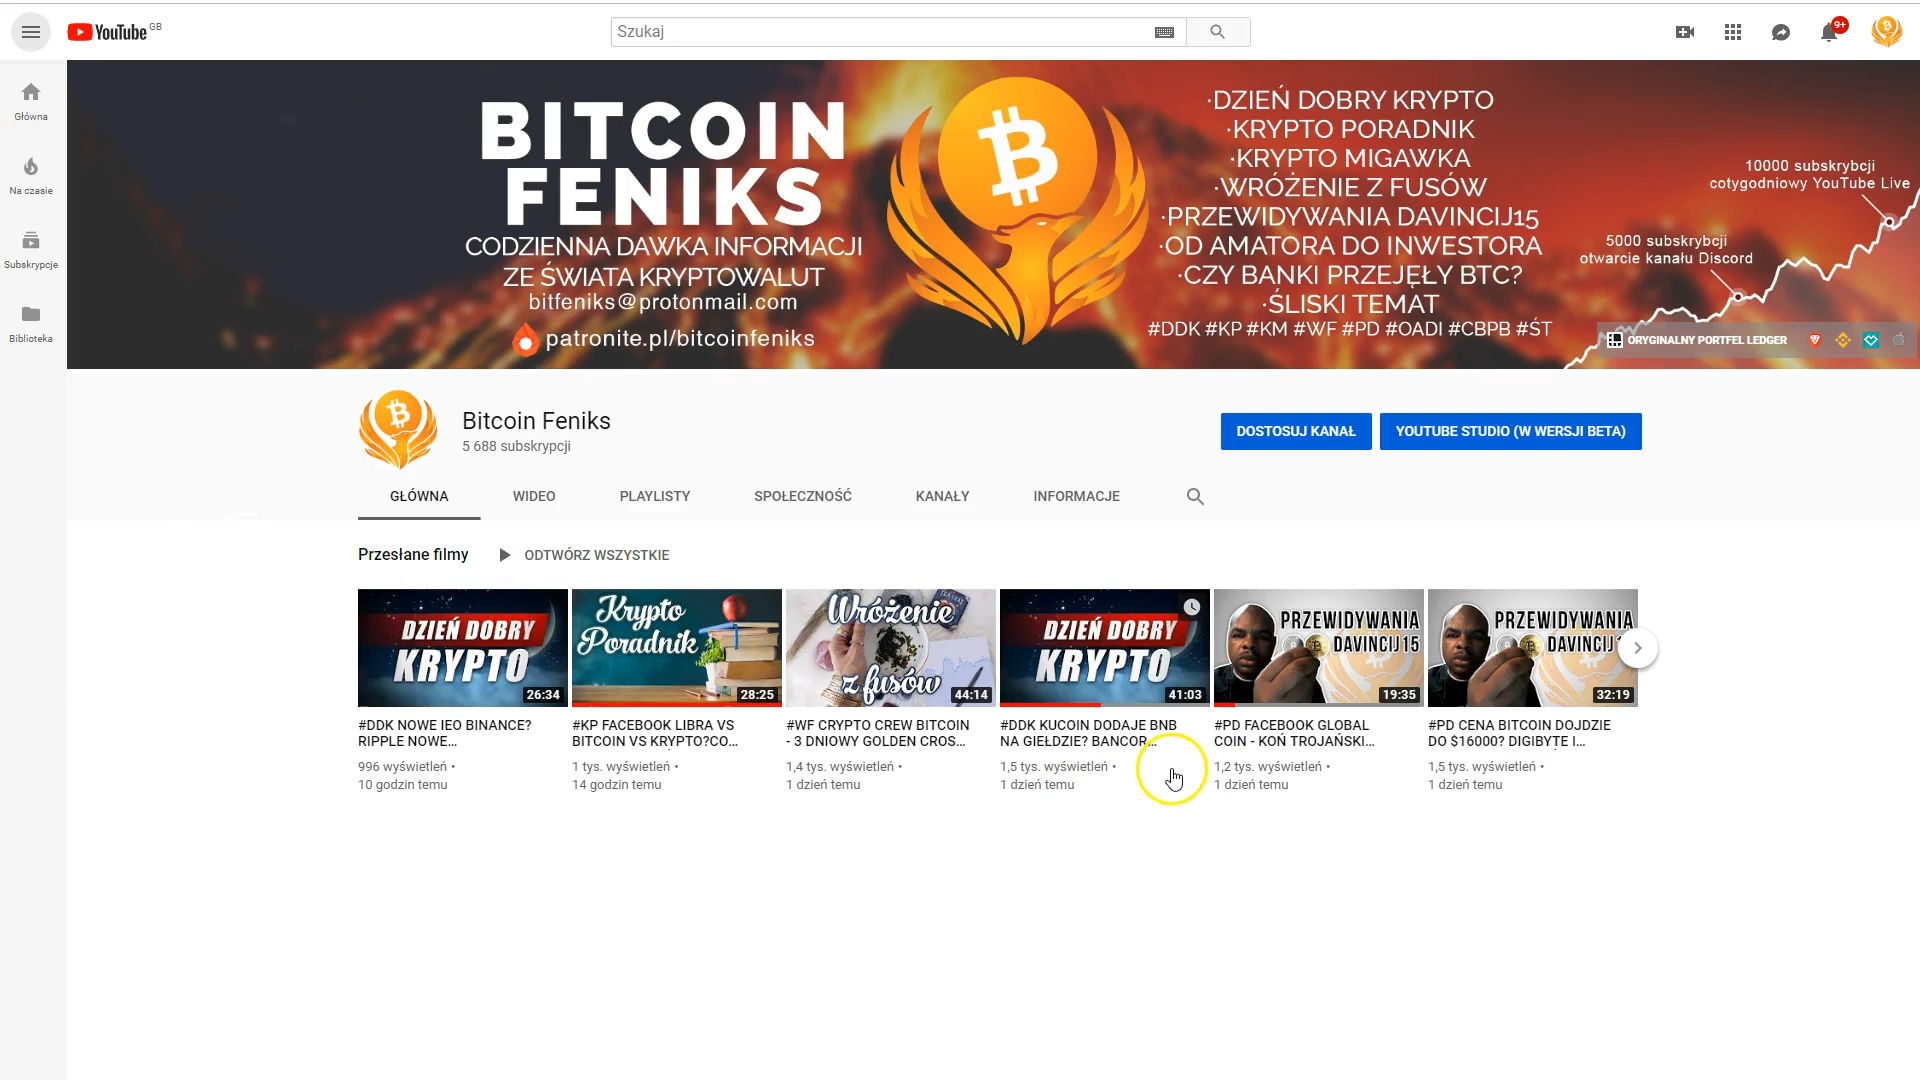 YouTube GB
Szukaj
9+
Główna
Na czasie
Subskrypcje
Biblioteka
BITCOIN
FENIKS
CODZIENNA DAWKA INFORMACJI
ZE ŚWIATA KRYPTOWALUT
bitfeniks@protonmail.com
patronite.pl/bitcoinfeniks
·DZIEŃ DOBRY KRYPTO
·KRYPTO PORADNIK
·KRYPTO MIGAWKA
·WRÓŻENIE Z FUSÓW
·PRZEWIDYWANIA DAVINCIJ15
·OD AMATORA DO INWESTORA
·CZY BANKI PRZEJĘŁY BTC?
·ŚLISKI TEMAT
#DDK #KP #KM #WF #PD #OADI #CBPB #ŚT
10000 subskrybcji
cotygodniowy YouTube Live
5000 subskrybcji
otwarcie kanału Discord
ORYGINALNY PORTFEL LEDGER
Bitcoin Feniks
5 688 subskrypcji
DOSTOSUJ KANAŁ
YOUTUBE STUDIO (W WERSJI BETA)
GŁÓWNA
WIDEO
PLAYLISTY
SPOŁECZNOŚĆ
KANAŁY
INFORMACJE
Przesłane filmy
ODTWÓRZ WSZYSTKIE
DZIEŃ DOBRY
KRYPTO
26:34
#DDK NOWE IEO BINANCE?
RIPPLE NOWE...
996 wyświetleń •
10 godzin temu
Krypto
Poradnik
28:25
#KP FACEBOOK LIBRA VS
BITCOIN VS KRYPTO?CO...
1 tys. wyświetleń •
14 godzin temu
Wróżenie
z fusów
44:14
#WF CRYPTO CREW BITCOIN
- 3 DNIOWY GOLDEN CROS...
1,4 tys. wyświetleń •
1 dzień temu
DZIEŃ DOBRY
KRYPTO
41:03
#DDK KUCOIN DODAJE BNB
NA GIEŁDZIE? BANCOR...
1,5 tys. wyświetleń •
1 dzień temu
PRZEWIDYWANIA
DAVINCIJ15
19:35
#PD FACEBOOK GLOBAL
COIN - KOŃ TROJAŃSKI...
1,2 tys. wyświetleń •
1 dzień temu
PRZEWIDYWANIA
DAVINCIJ
32:19
#PD CENA BITCOIN DOJDZIE
DO $16000? DIGIBYTE I...
1,5 tys. wyświetleń •
1 dzień temu